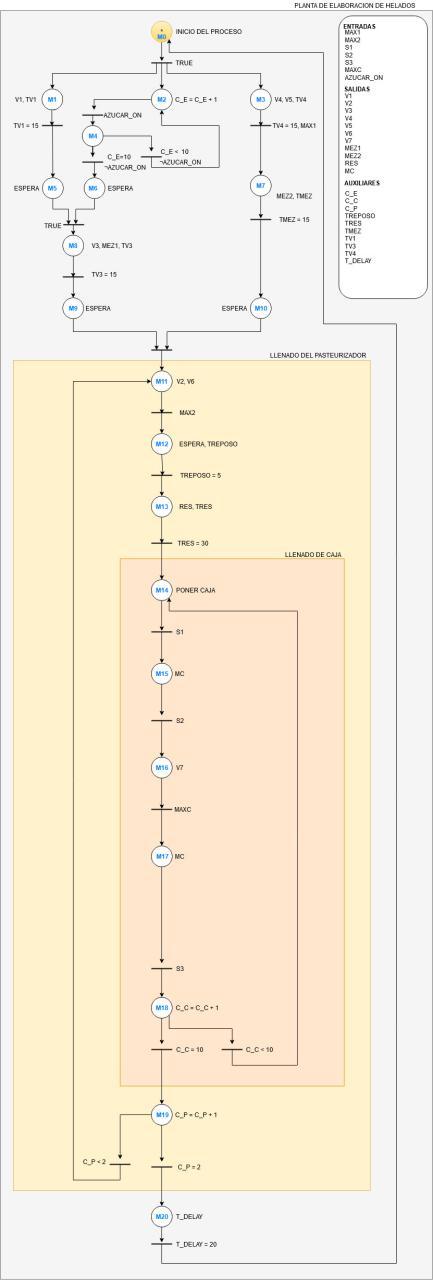 PLANTA DE ELABORACION DE HELADOS
M0
INICIO DEL PROCESO
TRUE
M1
V1, TV1
TV1 = 15
M5
ESPERA
M2
C_E = C_E + 1
AZUCAR_ON
M4
C_E=10
¬AZUCAR_ON
C_E < 10
¬AZUCAR_ON
M6
ESPERA
M3
V4, V5, TV4
TV4 = 15, MAX1
M7
MEZ2, TMEZ
TMEZ = 15
TRUE
M8
V3, MEZ1, TV3
TV3 = 15
M9
ESPERA
ESPERA
M10
ENTRADAS
MAX1
MAX2
S1
S2
S3
MAXC
AZUCAR_ON
SALIDAS
V1
V2
V3
V4
V5
V6
V7
MEZ1
MEZ2
RES
MC
AUXILIARES
C_E
C_C
C_P
TREPOSO
TRES
TMEZ
TV1
TV3
TV4
T_DELAY
LLENADO DEL PASTEURIZADOR
M11
V2, V6
MAX2
M12
ESPERA, TREPOSO
TREPOSO = 5
M13
RES, TRES
TRES = 30
LLENADO DE CAJA
M14
PONER CAJA
S1
M15
MC
S2
M16
V7
MAXC
M17
MC
S3
M18
C_C = C_C + 1
C_C = 10
C_C < 10
M19
C_P = C_P + 1
C_P < 2
C_P = 2
M20
T_DELAY
T_DELAY = 20